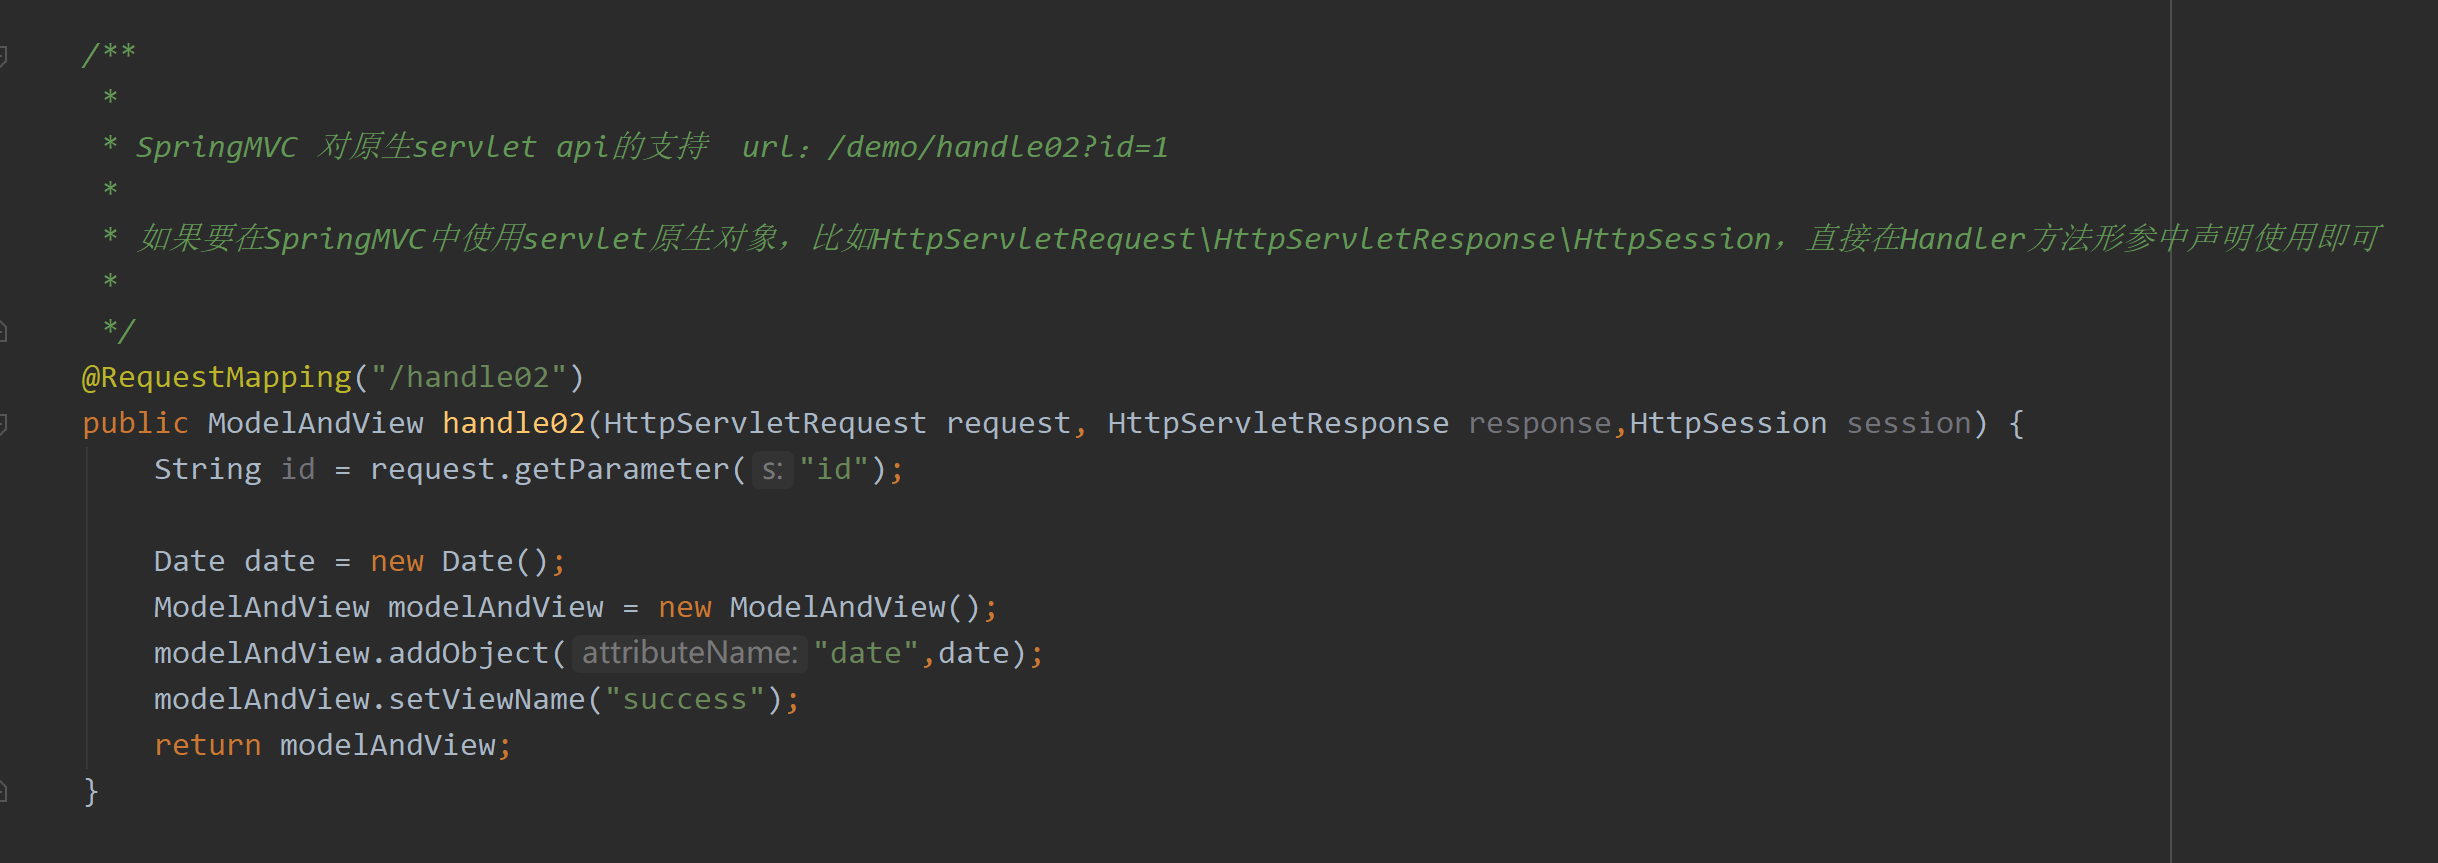 /**
*
* SpringMVC 对原生servlet api的支持  url：/demo/handle02?id=1
*
* 如果要在SpringMVC中使用servlet原生对象，比如HttpServletRequest\HttpServletResponse\HttpSession，直接在Handler方法形参中声明使用即可
*
*/
@RequestMapping("/handle02")
public ModelAndView handle02(HttpServletRequest request, HttpServletResponse response,HttpSession session) {
String id = request.getParameter( s: "id");
Date date = new Date();
ModelAndView modelAndView = new ModelAndView();
modelAndView.addObject( attributeName: "date",date);
modelAndView.setViewName("success");
return modelAndView;
}